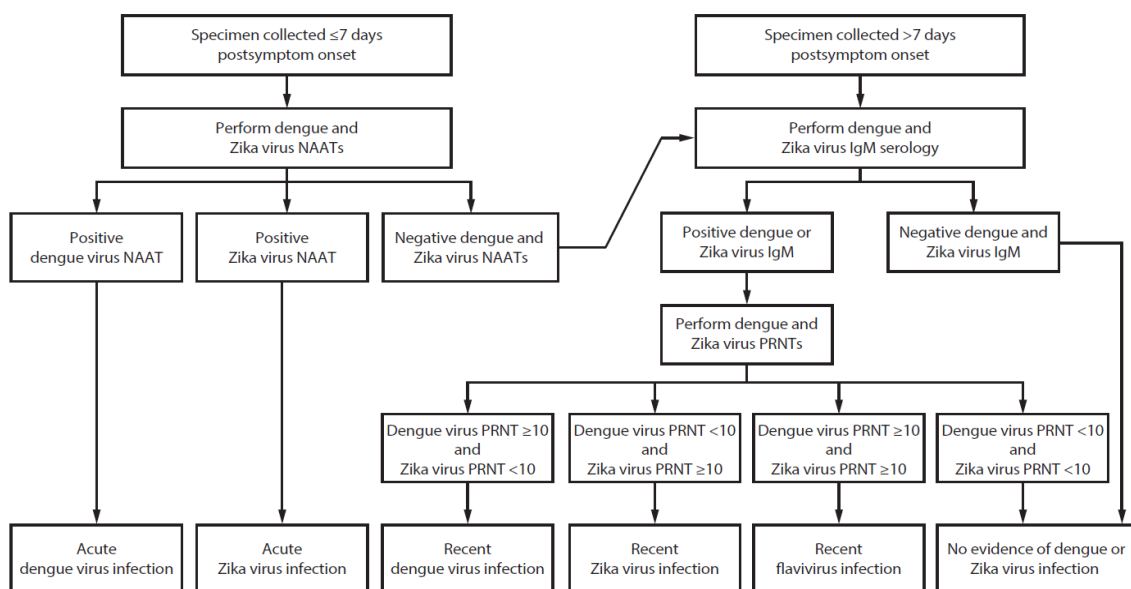 Specimen collected ≤7 days
postsymptom onset
Specimen collected >7 days
postsymptom onset
Perform dengue and
Zika virus NAATs
Perform dengue and
Zika virus IgM serology
Positive
dengue virus NAAT
Positive
Zika virus NAAT
Negative dengue and
Zika virus NAATs
Positive dengue or
Zika virus IgM
Negative dengue and
Zika virus IgM
Perform dengue and
Zika virus PRNTs
Dengue virus PRNT ≥10
and
Zika virus PRNT <10
Dengue virus PRNT <10
and
Zika virus PRNT ≥10
Dengue virus PRNT ≥10
and
Zika virus PRNT ≥10
Dengue virus PRNT <10
and
Zika virus PRNT <10
Acute
dengue virus infection
Acute
Zika virus infection
Recent
dengue virus infection
Recent
Zika virus infection
Recent
flavivirus infection
No evidence of dengue or
Zika virus infection